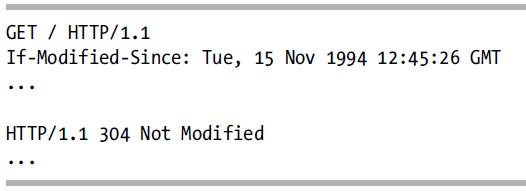 GET / HTTP/1.1
If-Modified-Since: Tue, 15 Nov 1994 12:45:26 GMT
...
HTTP/1.1 304 Not Modified
...